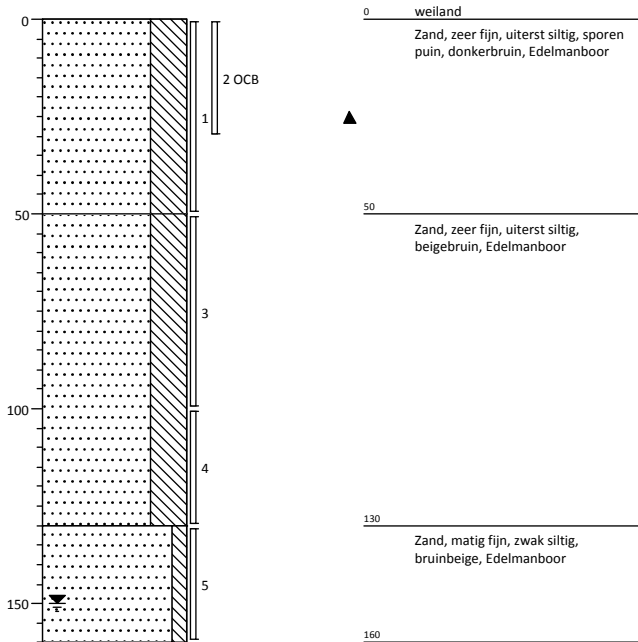 0
50
100
150
1
2 OCB
3
4
5
0
weiland
Zand, zeer fijn, uiterst siltig, sporen
puin, donkerbruin, Edelmanboor
50
Zand, zeer fijn, uiterst siltig,
beigebruin, Edelmanboor
130
Zand, matig fijn, zwak siltig,
bruinbeige, Edelmanboor
160